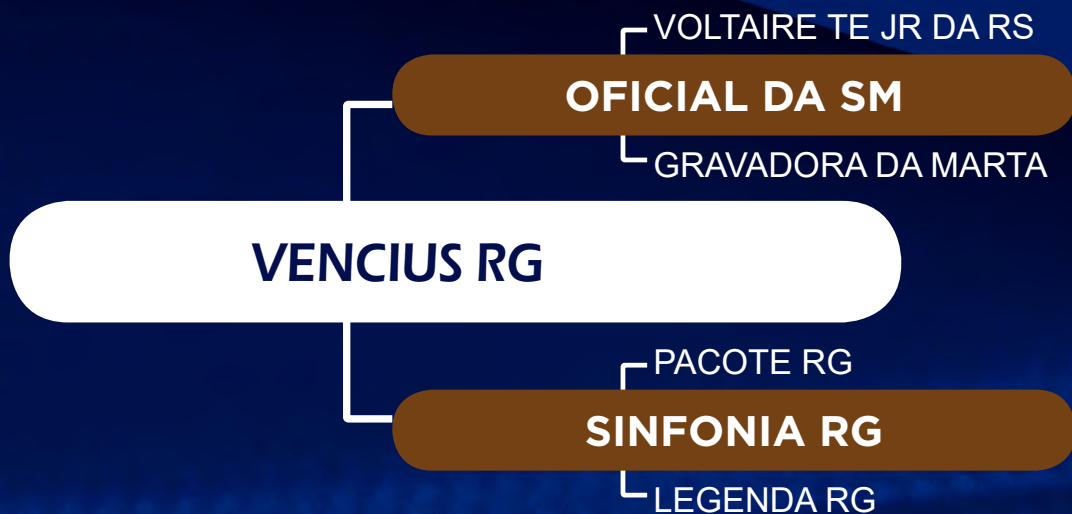 VOLTAIRE TE JR DA RS
OFICIAL DA SM
GRAVADORA DA MARTA
VENCIUS RG
PACOTE RG
SINFONIA RG
LEGENDA RG